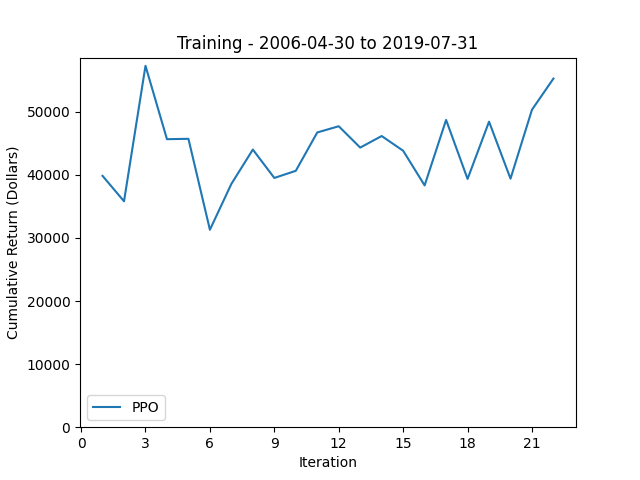 Training - 2006-04-30 to 2019-07-31
Cumulative Return (Dollars)
50000
40000
30000
20000
10000
0
PPO
0 3 6 9 12 15 18 21
Iteration